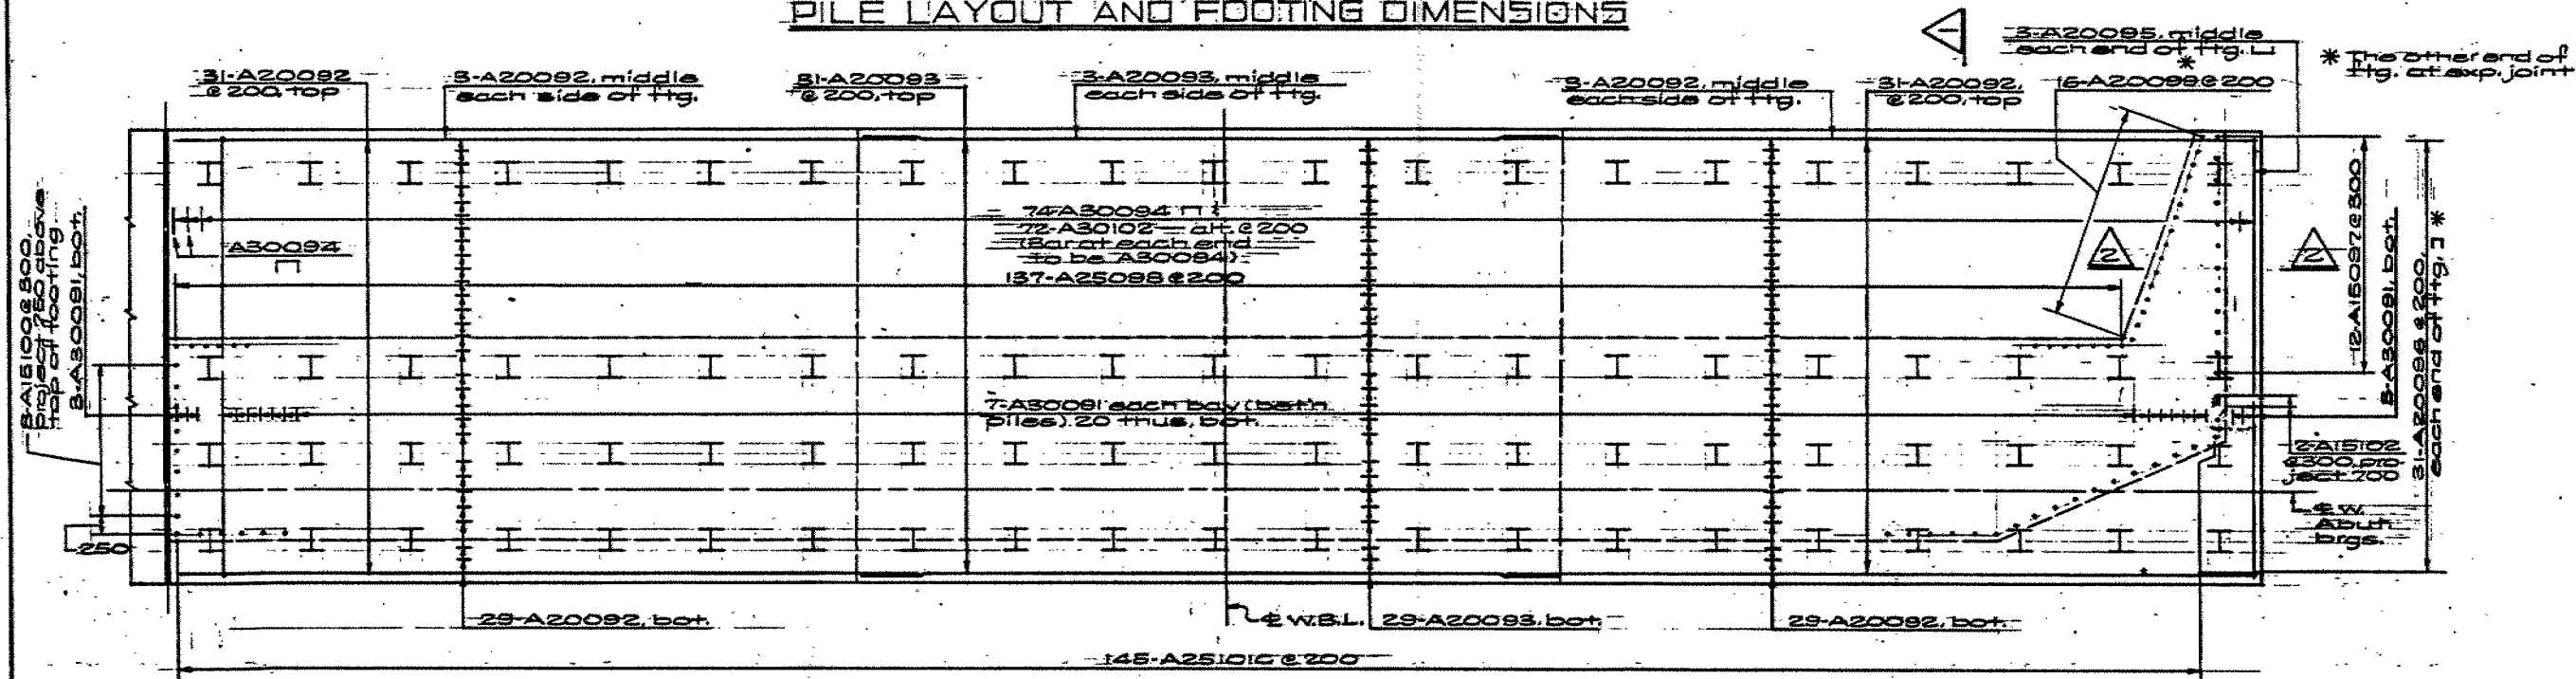 PILE LAYOUT AND FOOTING DIMENSIONS
31-A20092
@ 200, top
3-A20092, middle
each side of ftg.
31-A20093
@ 200, top
3-A20093, middle
each side of ftg.
3-A20092, middle
each side of ftg.
31-A20092,
@ 200, top
3-A20095, middle
each end of ftg.
*
16-A20099 @ 200
* The other end of
ftg. at exp. joint
8-A15100 @ 300,
project 750 above
top of footing
3-A30091, bot.
A30094
74-A30094
72-A30102 alt. @ 200
(Bar at each end
to be A30094)
137-A25098 @ 200
2
2
12-A15097 @ 300
5-A30091, bot.
31-A20096 @ 200,
each end of ftg. *
7-A30091 each bay (bet'n
piles). 20 thus, bot.
2-A15102
@ 300, pro-
ject 700
℄ W.
Abut.
brgs.
250
29-A20092, bot.
℄ W.B.L.
29-A20093, bot.
29-A20092, bot.
@ 200